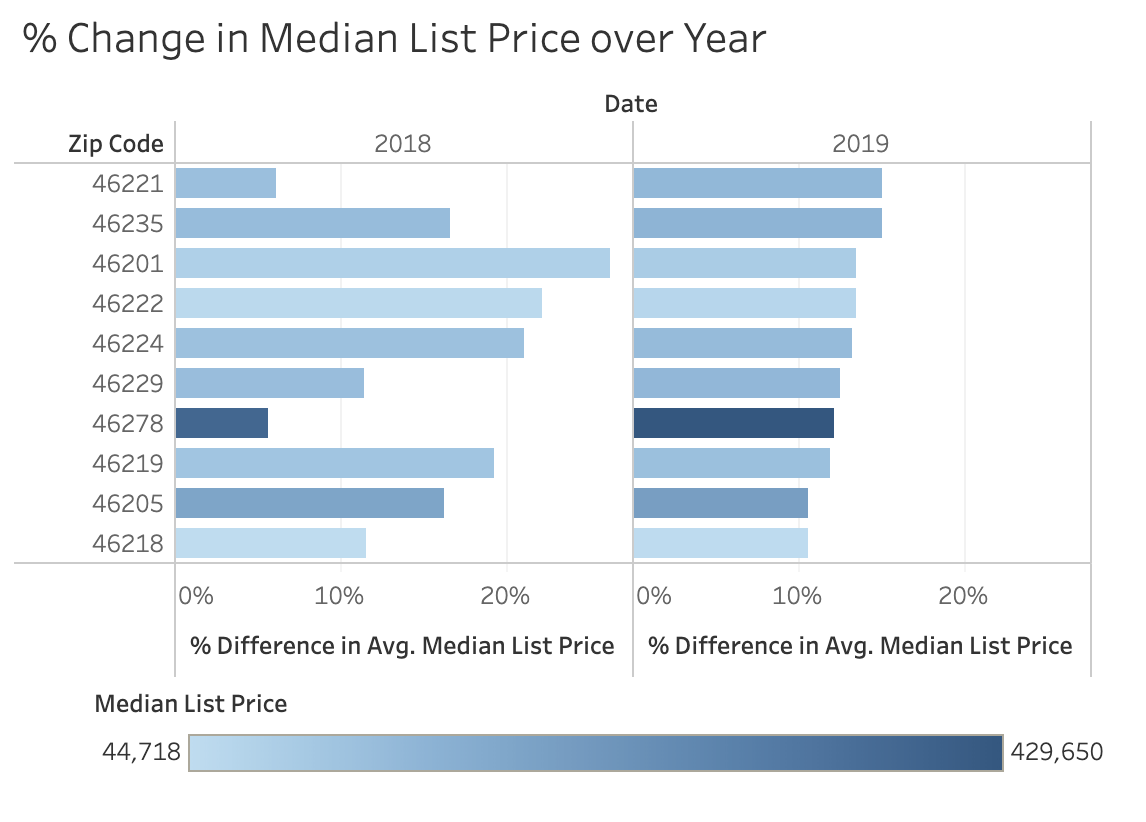 % Change in Median List Price over Year
Date
Zip Code 2018 2019
46221
46235
46201
46222
46224
46229
46278
46219
46205
46218
0% 10% 20% 0% 10% 20%
% Difference in Avg. Median List Price % Difference in Avg. Median List Price
Median List Price
44,718 429,650